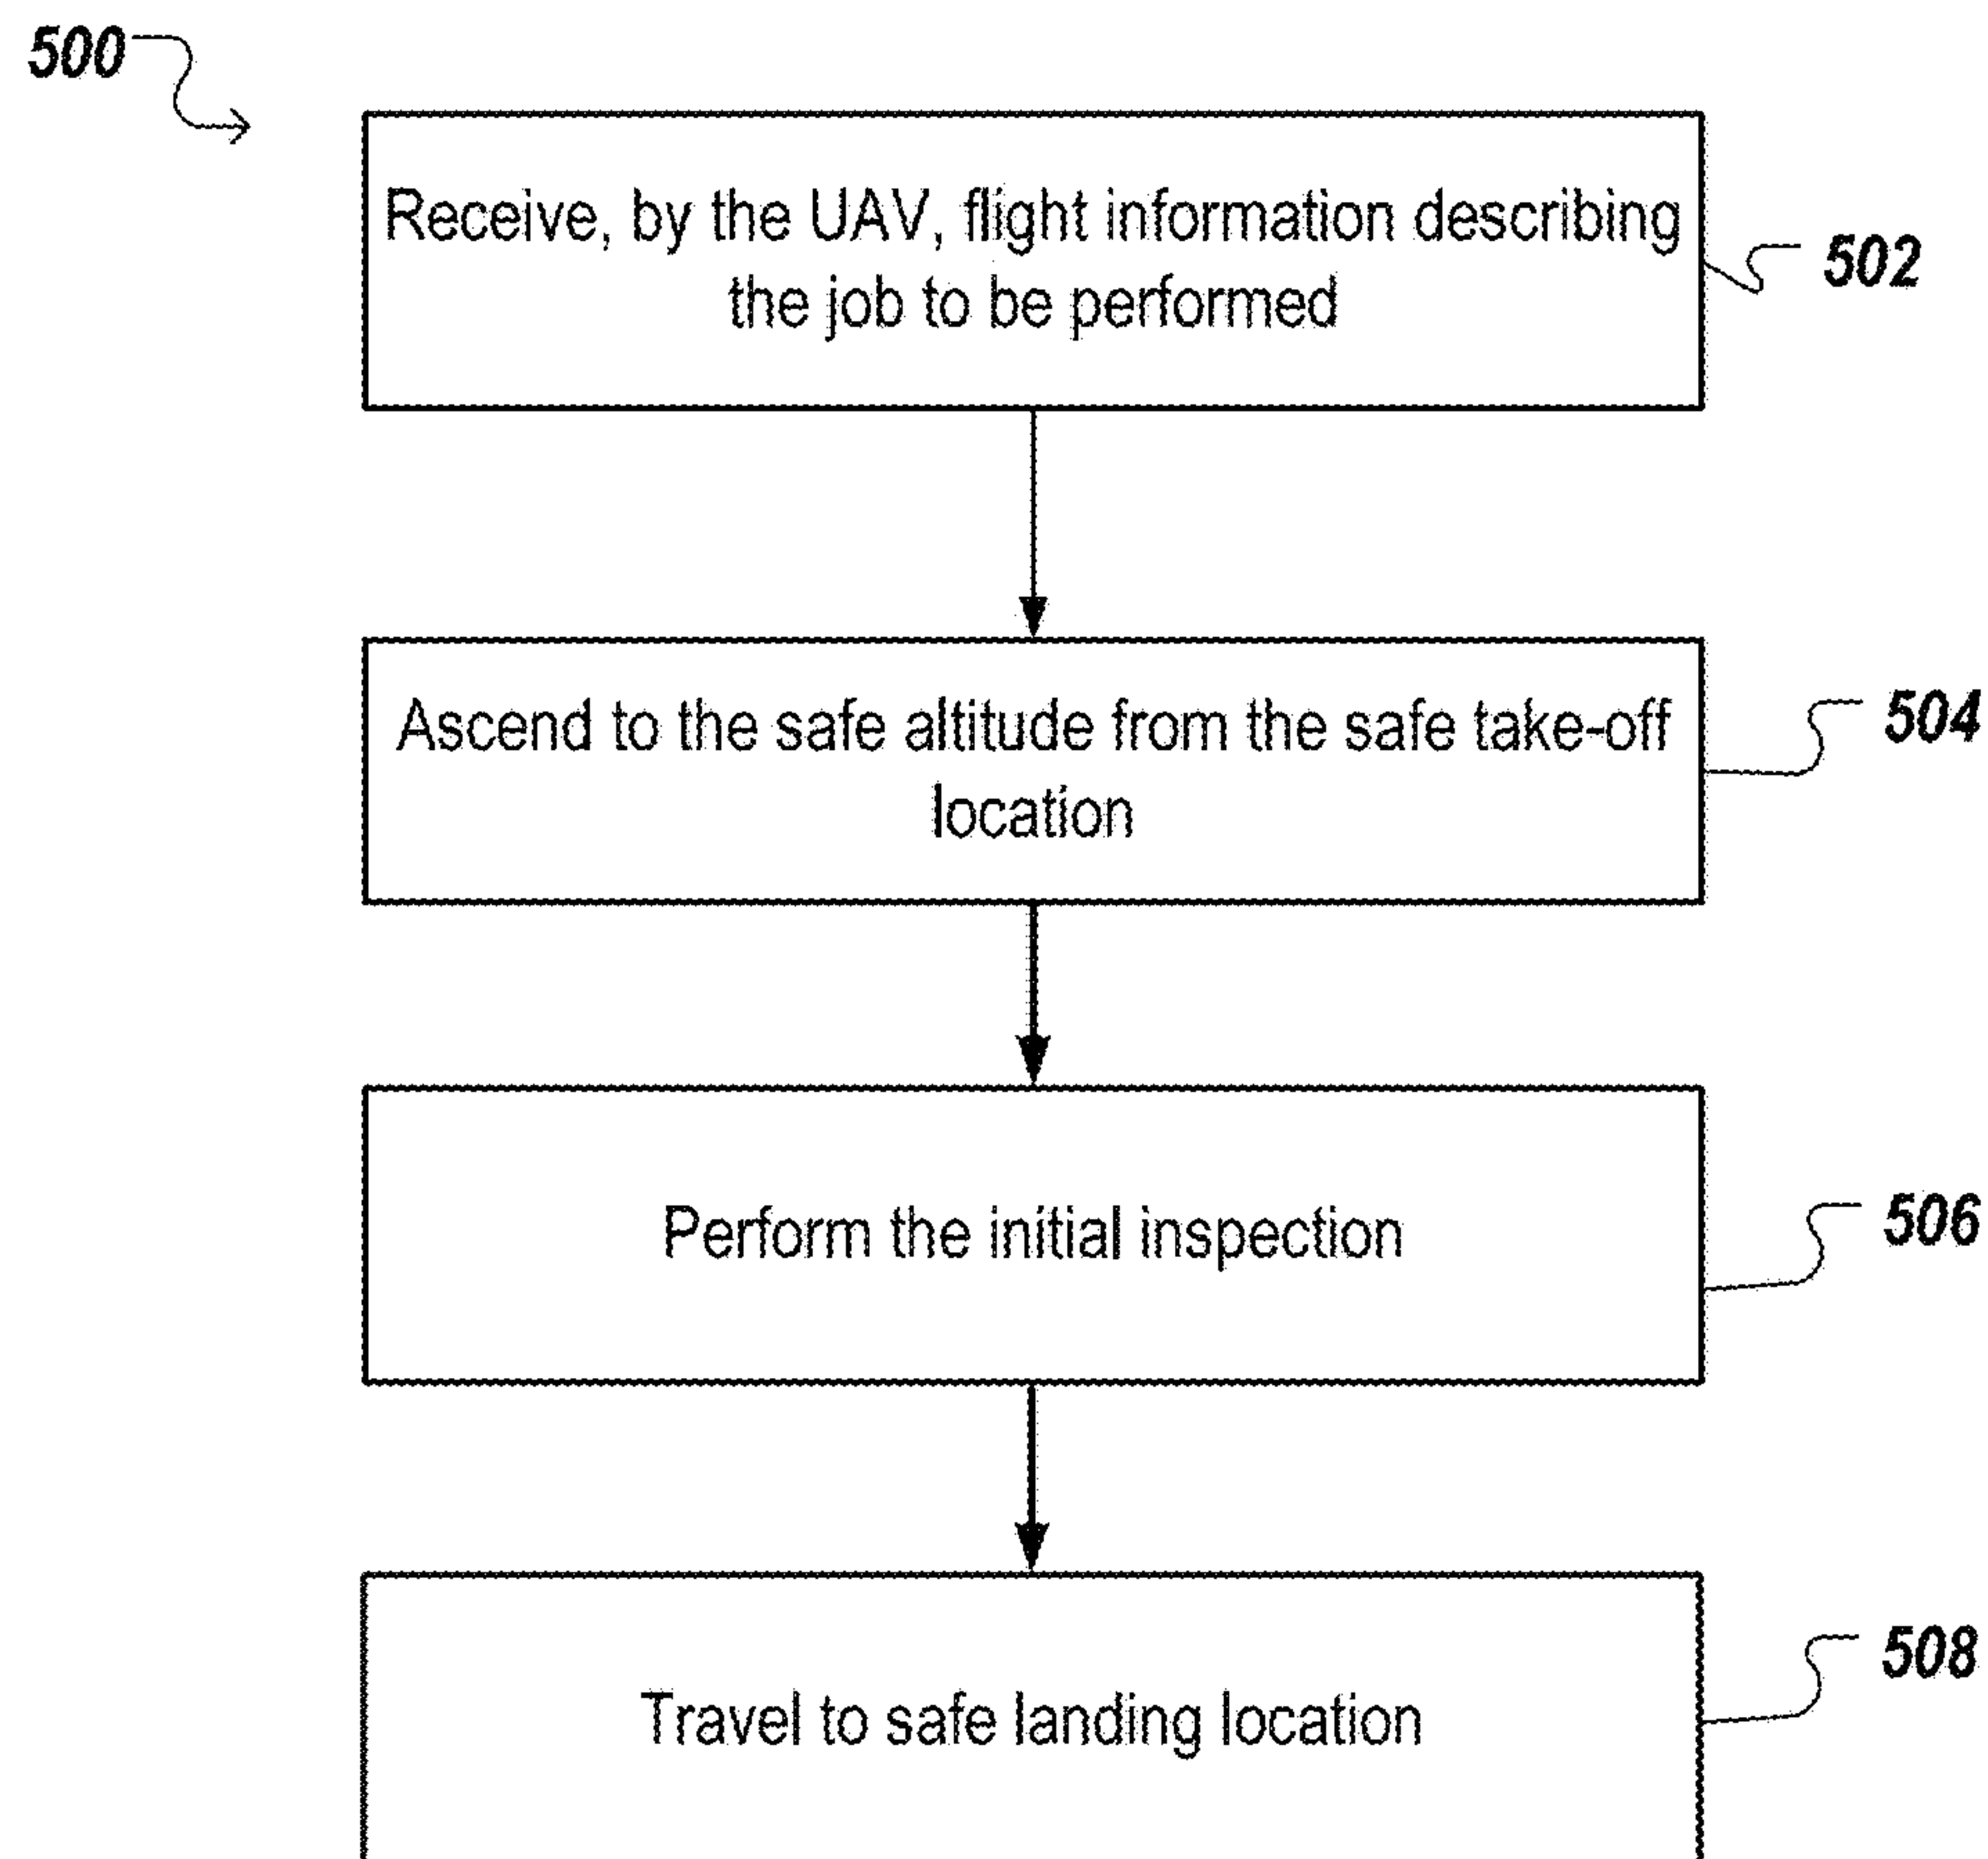 500
Receive, by the UAV, flight information describing
the job to be performed
502
Ascend to the safe altitude from the safe take-off
location
504
Perform the initial inspection
506
Travel to safe landing location
508